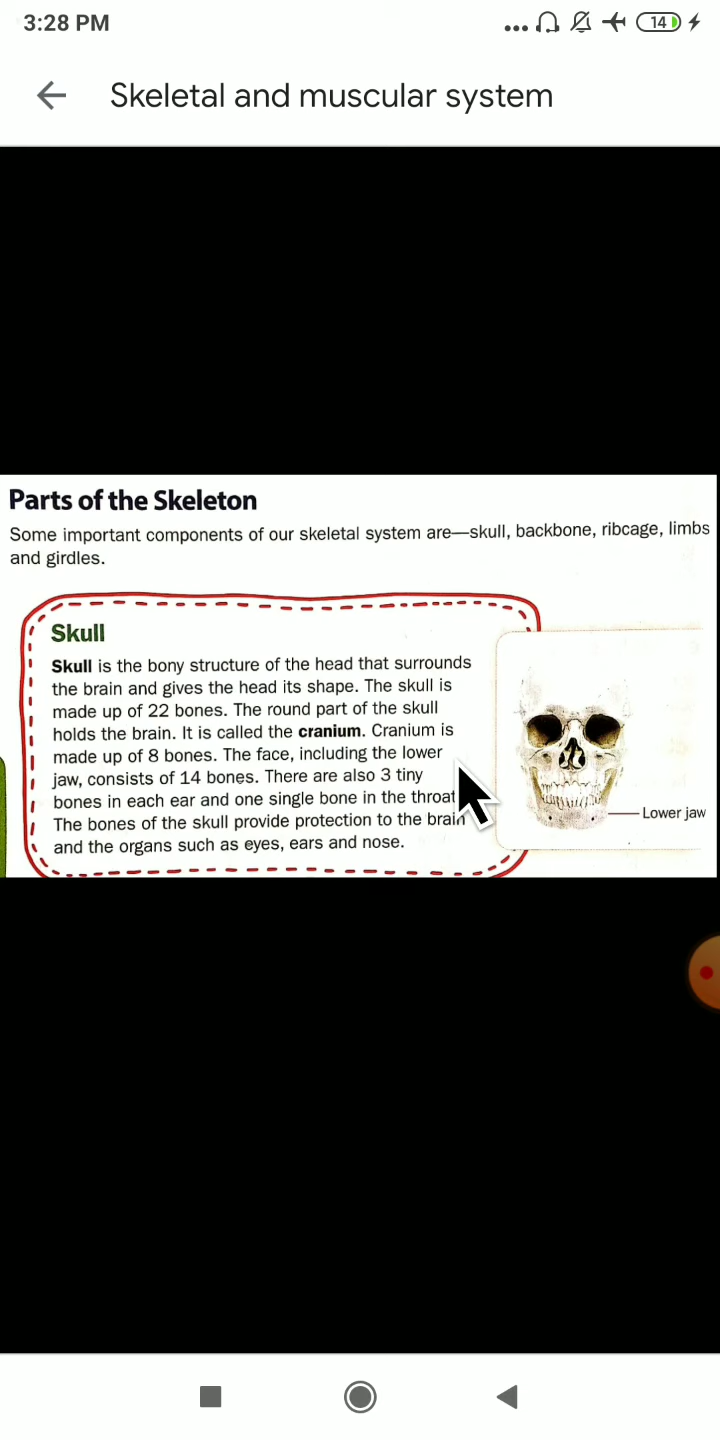 3:28 PM
14
Skeletal and muscular system
Parts of the Skeleton
Some important components of our skeletal system are—skull, backbone, ribcage, limbs
and girdles.
Skull
Skull is the bony structure of the head that surrounds
the brain and gives the head its shape. The skull is
made up of 22 bones. The round part of the skull
holds the brain. It is called the cranium. Cranium is
made up of 8 bones. The face, including the lower
jaw, consists of 14 bones. There are also 3 tiny
bones in each ear and one single bone in the throat
The bones of the skull provide protection to the brain
and the organs such as eyes, ears and nose.
Lower jaw